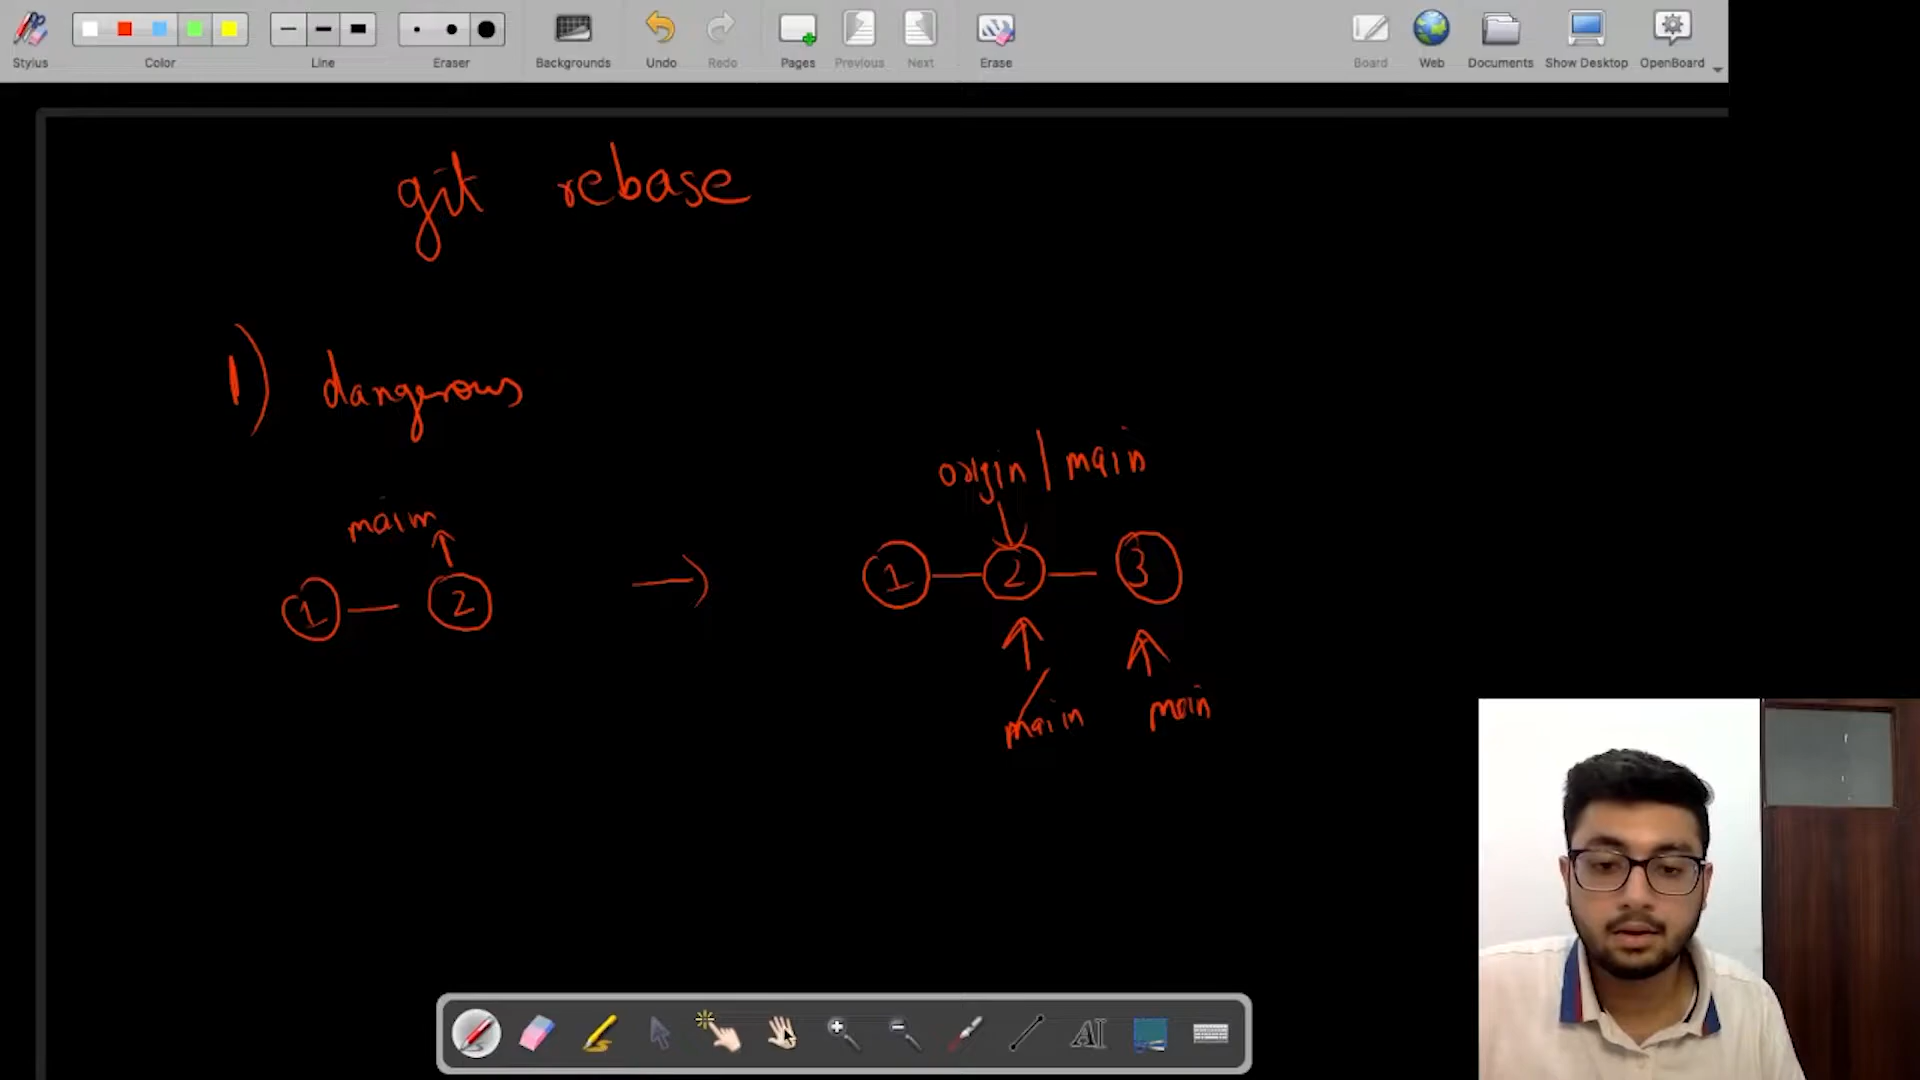 Stylus
Color
Line
Eraser
Backgrounds
Undo
Redo
Pages
Previous
Next
Erase
Board
Web
Documents
Show Desktop
OpenBoard
git rebase
1) dangerous
origin/main
main
1 — 2
→
1 — 2 — 3
main
main
AI